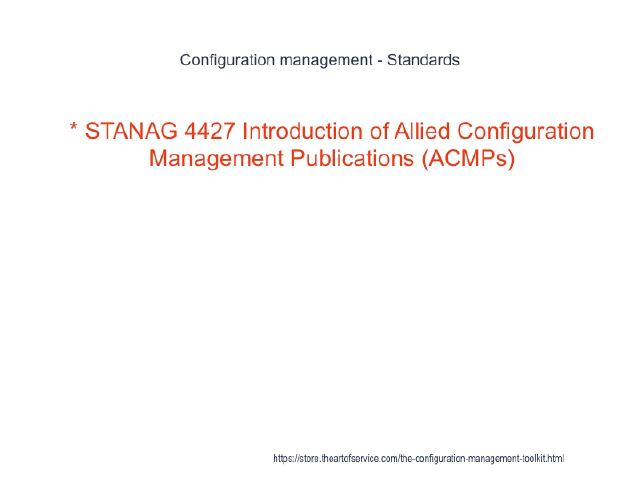 Configuration management - Standards
* STANAG 4427 Introduction of Allied Configuration
Management Publications (ACMPs)
https://store.theartofservice.com/the-configuration-management-toolkit.html